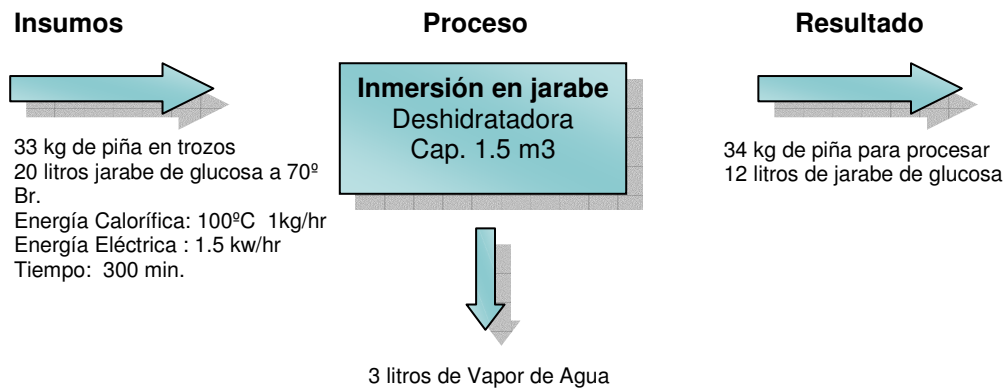 Insumos
Proceso
Resultado
Inmersión en jarabe
Deshidratadora
Cap. 1.5 m3
33 kg de piña en trozos
20 litros jarabe de glucosa a 70º
Br.
Energía Calorífica: 100ºC  1kg/hr
Energía Eléctrica : 1.5 kw/hr
Tiempo:  300 min.
34 kg de piña para procesar
12 litros de jarabe de glucosa
3 litros de Vapor de Agua